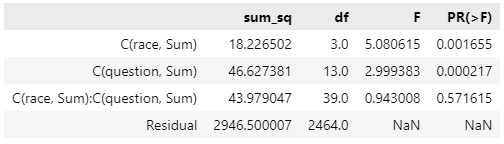 sum_sq df F PR(>F)
C(race, Sum) 18.226502 3.0 5.080615 0.001655
C(question, Sum) 46.627381 13.0 2.999383 0.000217
C(race, Sum):C(question, Sum) 43.979047 39.0 0.943008 0.571615
Residual 2946.500007 2464.0 NaN NaN